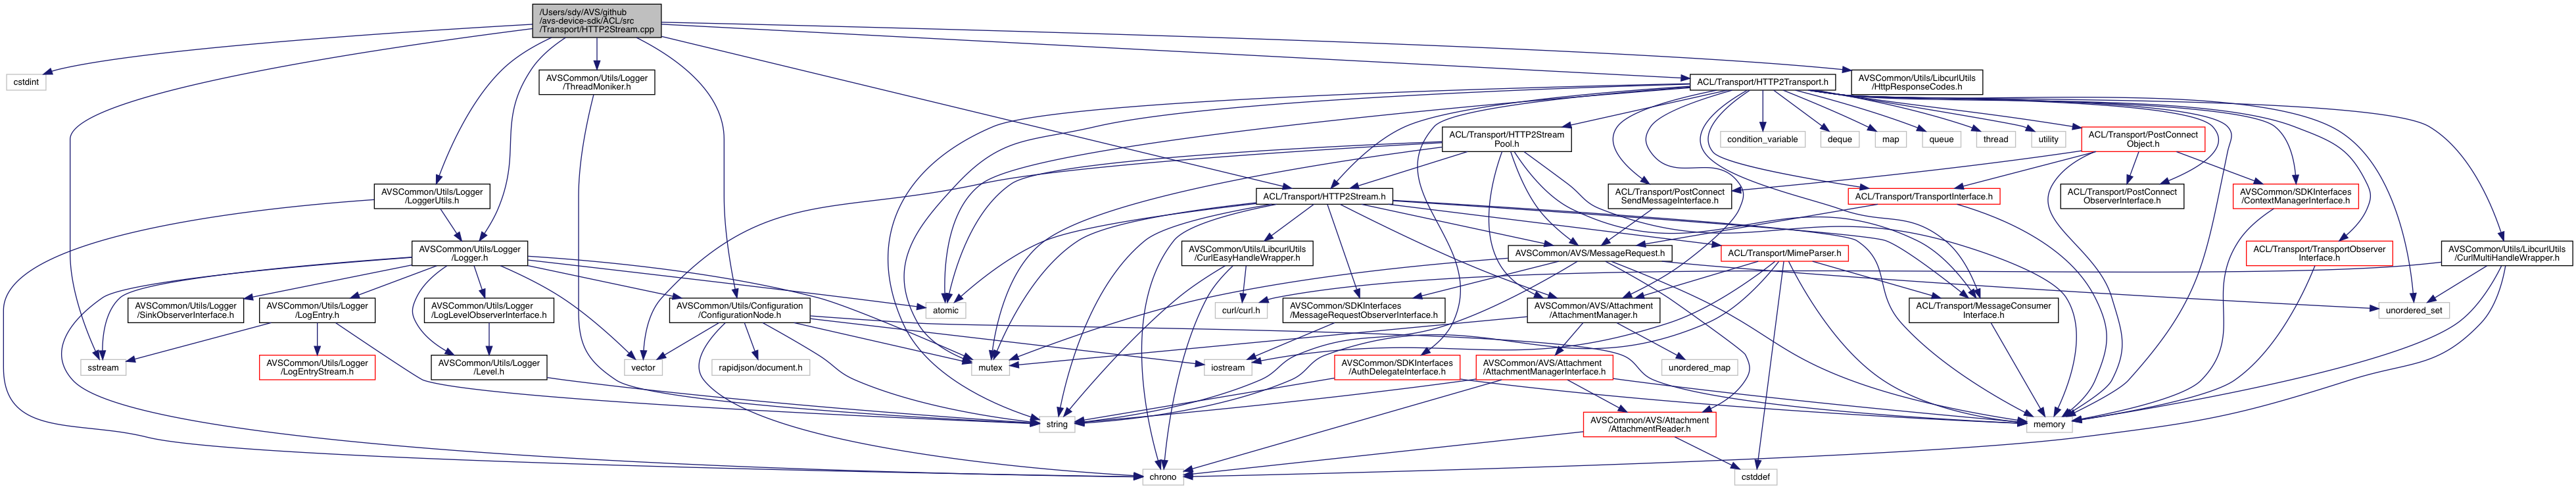 /Users/sdy/AVS/github
/avs-device-sdk/ACL/src
/Transport/HTTP2Stream.cpp
cstdint
AVSCommon/Utils/Logger
/ThreadMoniker.h
ACL/Transport/HTTP2Transport.h
AVSCommon/Utils/LibcurlUtils
/HttpResponseCodes.h
ACL/Transport/HTTP2Stream
Pool.h
condition_variable
deque
map
queue
thread
utility
ACL/Transport/PostConnect
Object.h
AVSCommon/Utils/Logger
/LoggerUtils.h
ACL/Transport/HTTP2Stream.h
ACL/Transport/PostConnect
SendMessageInterface.h
ACL/Transport/TransportInterface.h
ACL/Transport/PostConnect
ObserverInterface.h
AVSCommon/SDKInterfaces
/ContextManagerInterface.h
AVSCommon/Utils/Logger
/Logger.h
AVSCommon/Utils/LibcurlUtils
/CurlEasyHandleWrapper.h
AVSCommon/AVS/MessageRequest.h
ACL/Transport/MimeParser.h
ACL/Transport/TransportObserver
Interface.h
AVSCommon/Utils/LibcurlUtils
/CurlMultiHandleWrapper.h
AVSCommon/Utils/Logger
/SinkObserverInterface.h
AVSCommon/Utils/Logger
/LogEntry.h
AVSCommon/Utils/Logger
/LogLevelObserverInterface.h
AVSCommon/Utils/Configuration
/ConfigurationNode.h
atomic
curl/curl.h
AVSCommon/SDKInterfaces
/MessageRequestObserverInterface.h
AVSCommon/AVS/Attachment
/AttachmentManager.h
ACL/Transport/MessageConsumer
Interface.h
unordered_set
sstream
AVSCommon/Utils/Logger
/LogEntryStream.h
AVSCommon/Utils/Logger
/Level.h
vector
rapidjson/document.h
mutex
iostream
AVSCommon/SDKInterfaces
/AuthDelegateInterface.h
AVSCommon/AVS/Attachment
/AttachmentManagerInterface.h
unordered_map
string
AVSCommon/AVS/Attachment
/AttachmentReader.h
memory
chrono
cstddef